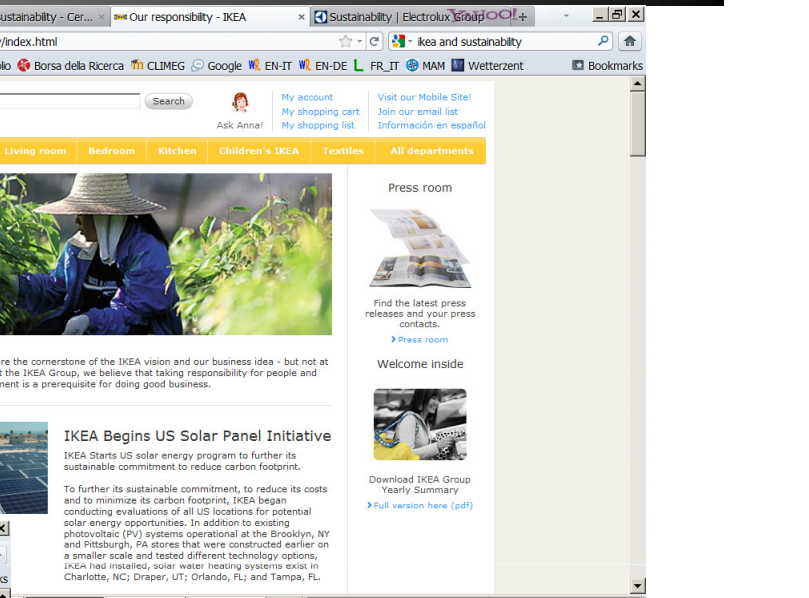 ustainability - Cer...
Our responsibility - IKEA
Sustainability | Electrolux Group
/index.html
ikea and sustainability
lio Borsa della Ricerca CLIMEG Google EN-IT EN-DE FR_IT MAM Wetterzent Bookmarks
Search
Ask Anna!
My account
My shopping cart
My shopping list
Visit our Mobile Site!
Join our email list
Información en español
Living room Bedroom Kitchen Children's IKEA Textiles All departments
Press room
Find the latest press
releases and your press
contacts.
Press room
Welcome inside
Download IKEA Group
Yearly Summary
Full version here (pdf)
re the cornerstone of the IKEA vision and our business idea - but not at
t the IKEA Group, we believe that taking responsibility for people and
ment is a prerequisite for doing good business.
IKEA Begins US Solar Panel Initiative
IKEA Starts US solar energy program to further its
sustainable commitment to reduce carbon footprint.
To further its sustainable commitment, to reduce its costs
and to minimize its carbon footprint, IKEA began
conducting evaluations of all US locations for potential
solar energy opportunities. In addition to existing
photovoltaic (PV) systems operational at the Brooklyn, NY
and Pittsburgh, PA stores that were constructed earlier on
a smaller scale and tested different technology options,
IKEA had installed, solar water heating systems exist in
Charlotte, NC; Draper, UT; Orlando, FL; and Tampa, FL.
ks